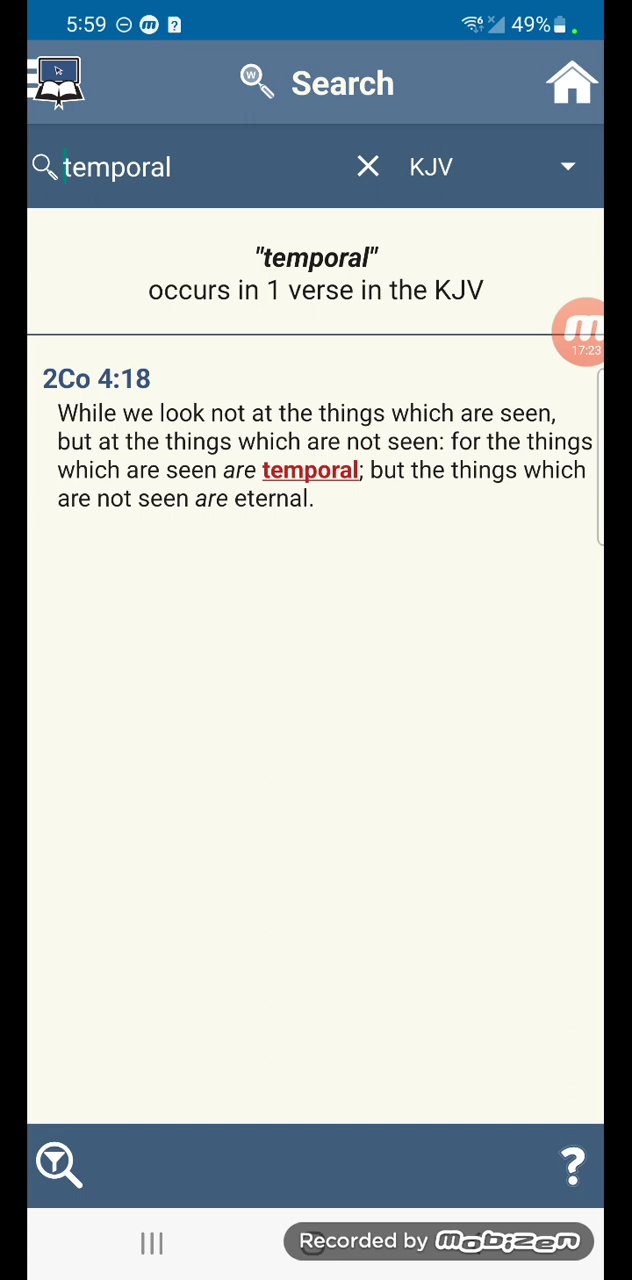 5:59 49%
Search
temporal KJV
"temporal"
occurs in 1 verse in the KJV
17:23
2Co 4:18
While we look not at the things which are seen,
but at the things which are not seen: for the things
which are seen are temporal; but the things which
are not seen are eternal.
?
Recorded by mobizen